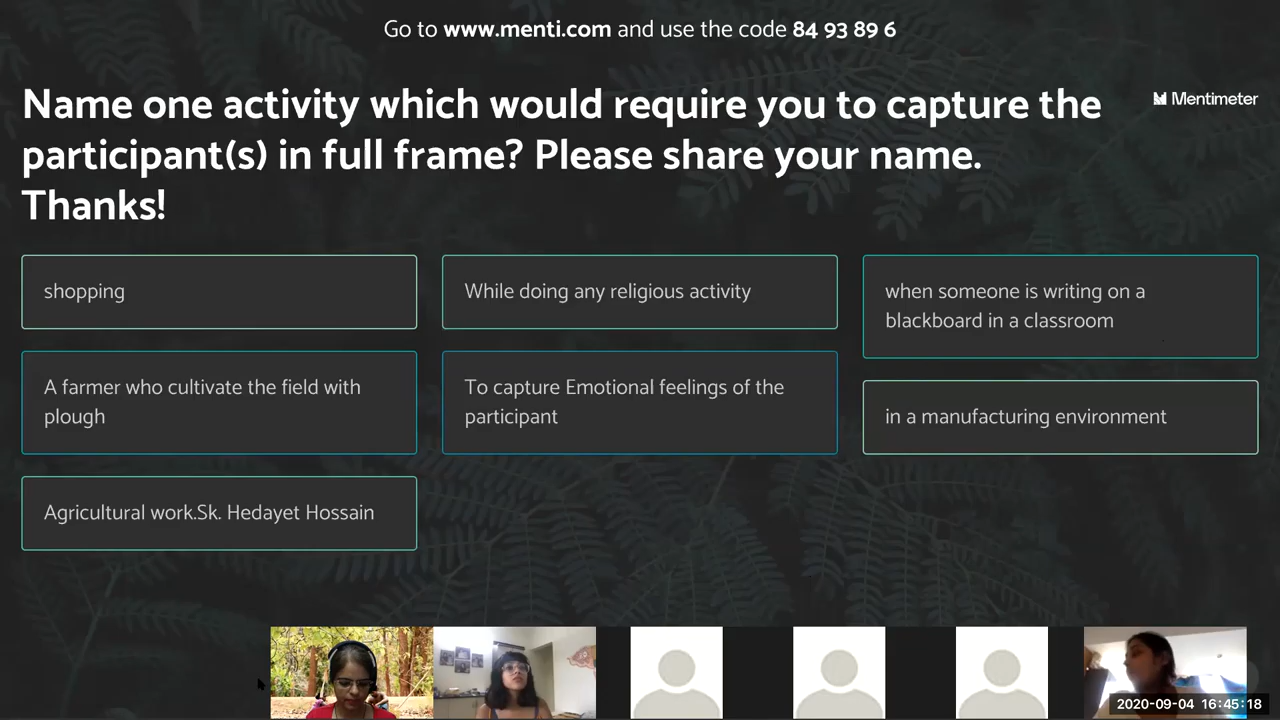 Go to www.menti.com and use the code 84 93 89 6
Name one activity which would require you to capture the
participant(s) in full frame? Please share your name.
Thanks!
Mentimeter
shopping
While doing any religious activity
when someone is writing on a
blackboard in a classroom
A farmer who cultivate the field with
plough
To capture Emotional feelings of the
participant
in a manufacturing environment
Agricultural work.Sk. Hedayet Hossain
2020-09-04 16:45:18